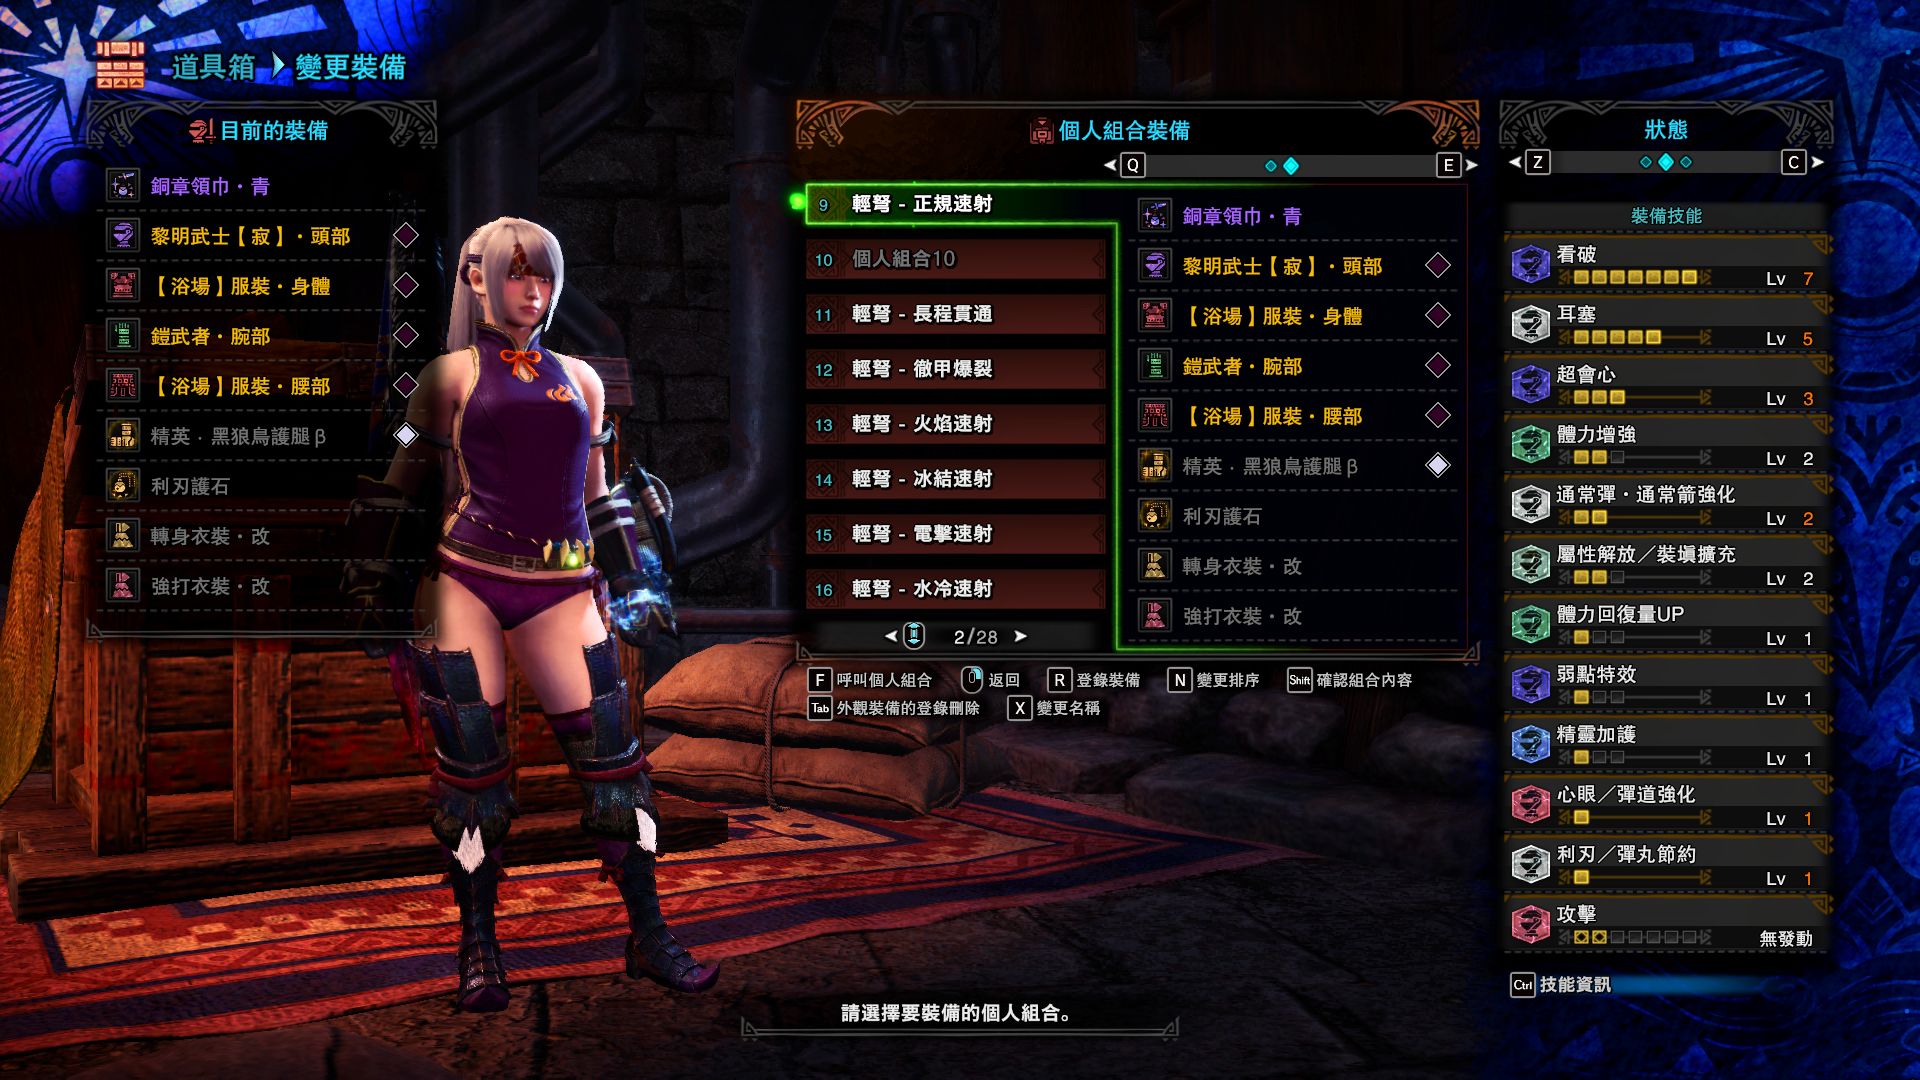 道具箱 變更裝備
目前的裝備
銅章領巾・青
黎明武士【寂】・頭部
【浴場】服裝・身體
鎧武者・腕部
【浴場】服裝・腰部
精英・黑狼鳥護腿β
利刃護石
轉身衣裝・改
強打衣裝・改
個人組合裝備
Q E
9 輕弩 - 正規速射
10 個人組合10
11 輕弩 - 長程貫通
12 輕弩 - 徹甲爆裂
13 輕弩 - 火焰速射
14 輕弩 - 冰結速射
15 輕弩 - 電擊速射
16 輕弩 - 水冷速射
2/28
銅章領巾・青
黎明武士【寂】・頭部
【浴場】服裝・身體
鎧武者・腕部
【浴場】服裝・腰部
精英・黑狼鳥護腿β
利刃護石
轉身衣裝・改
強打衣裝・改
F 呼叫個人組合 返回 R 登錄裝備 N 變更排序 Shift 確認組合內容
Tab 外觀裝備的登錄刪除 X 變更名稱
狀態
Z C
裝備技能
看破
Lv 7
耳塞
Lv 5
超會心
Lv 3
體力增強
Lv 2
通常彈・通常箭強化
Lv 2
屬性解放／裝填擴充
Lv 2
體力回復量UP
Lv 1
弱點特效
Lv 1
精靈加護
Lv 1
心眼／彈道強化
Lv 1
利刃／彈丸節約
Lv 1
攻擊
無發動
Ctrl 技能資訊
請選擇要裝備的個人組合。